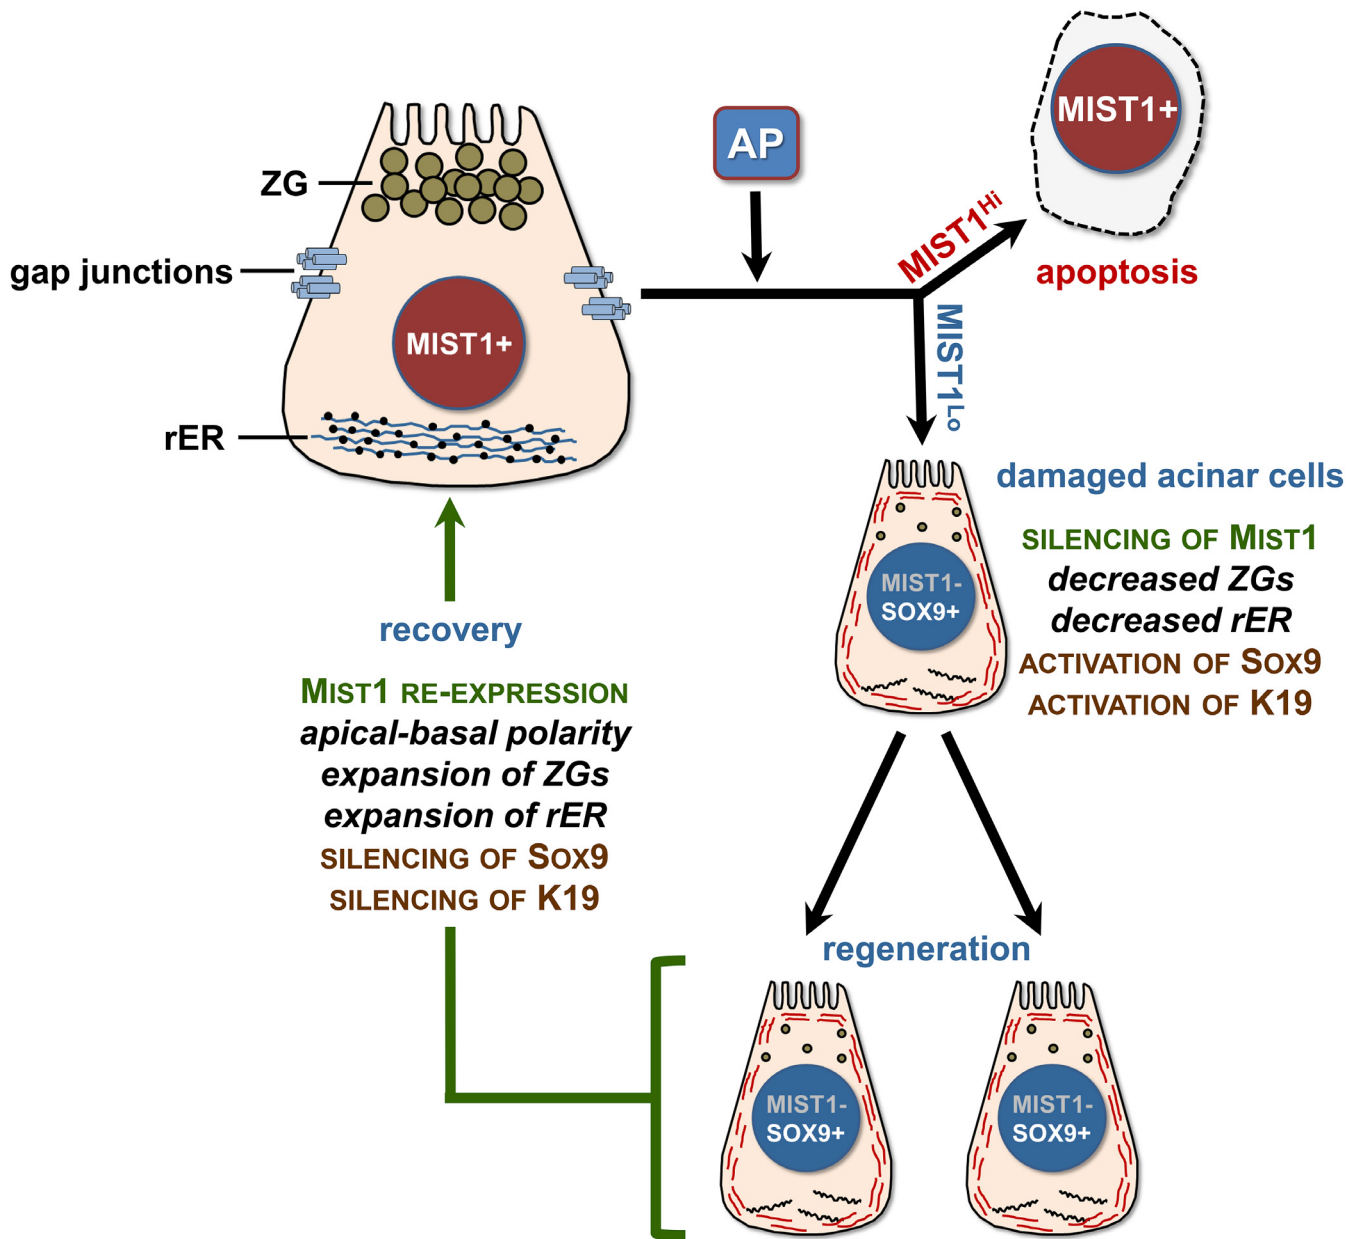 ZG
gap junctions
MIST1+
rER
AP
MIST1Hi
MIST1+
apoptosis
MIST1Lo
damaged acinar cells
SILENCING OF MIST1
decreased ZGs
decreased rER
ACTIVATION OF SOX9
ACTIVATION OF K19
MIST1-
SOX9+
recovery
MIST1 RE-EXPRESSION
apical-basal polarity
expansion of ZGs
expansion of rER
SILENCING OF SOX9
SILENCING OF K19
regeneration
MIST1-
SOX9+
MIST1-
SOX9+